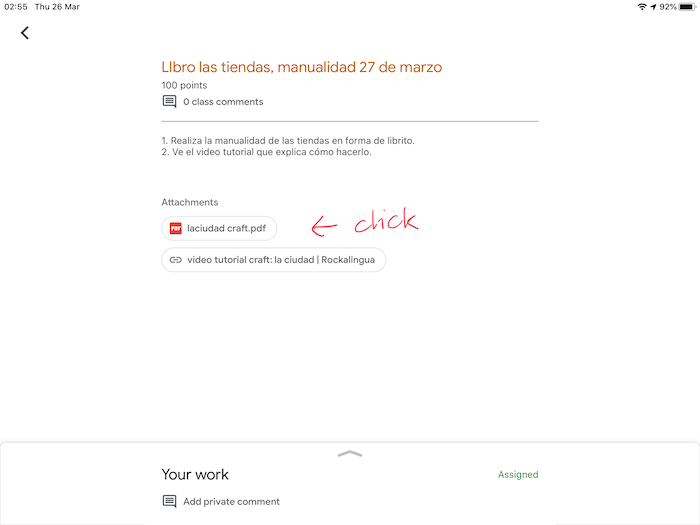 02:55 Thu 26 Mar 92%
LIbro las tiendas, manualidad 27 de marzo
100 points
0 class comments
1. Realiza la manualidad de las tiendas en forma de librito.
2. Ve el video tutorial que explica cómo hacerlo.
Attachments
PDF laciudad craft.pdf
← click
video tutorial craft: la ciudad | Rockalingua
Your work Assigned
Add private comment